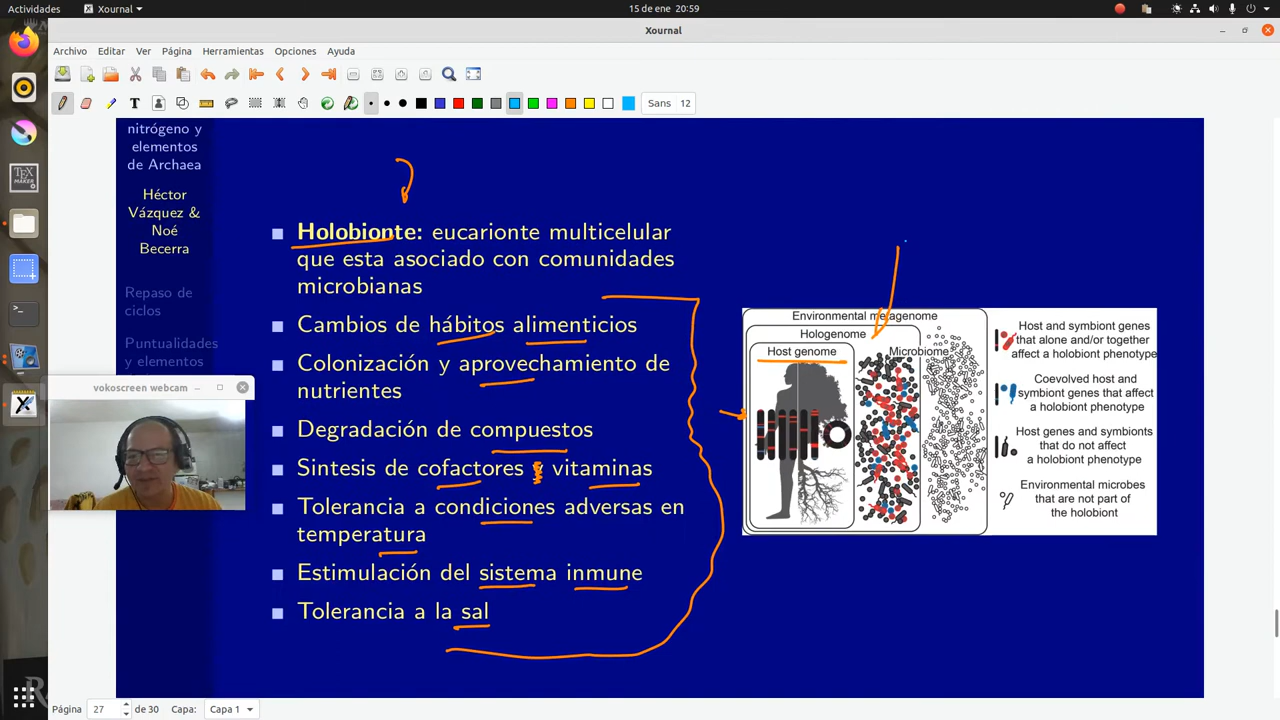 Actividades
Xournal
15 de ene 20:59
Xournal
Archivo Editar Ver Página Herramientas Opciones Ayuda
Sans 12
nitrógeno y
elementos
de Archaea
Héctor
Vázquez &
Noé
Becerra
Repaso de
ciclos
Puntualidades
y elementos
vokoscreen webcam
Holobionte: eucarionte multicelular
que esta asociado con comunidades
microbianas
Cambios de hábitos alimenticios
Colonización y aprovechamiento de
nutrientes
Degradación de compuestos
Sintesis de cofactores y vitaminas
Tolerancia a condiciones adversas en
temperatura
Estimulación del sistema inmune
Tolerancia a la sal
Environmental metagenome
Hologenome
Host genome
Microbiome
Host and symbiont genes
that alone and/or together
affect a holobiont phenotype
Coevolved host and
symbiont genes that affect
a holobiont phenotype
Host genes and symbionts
that do not affect
a holobiont phenotype
Environmental microbes
that are not part of
the holobiont
Página 27 de 30 Capa: Capa 1